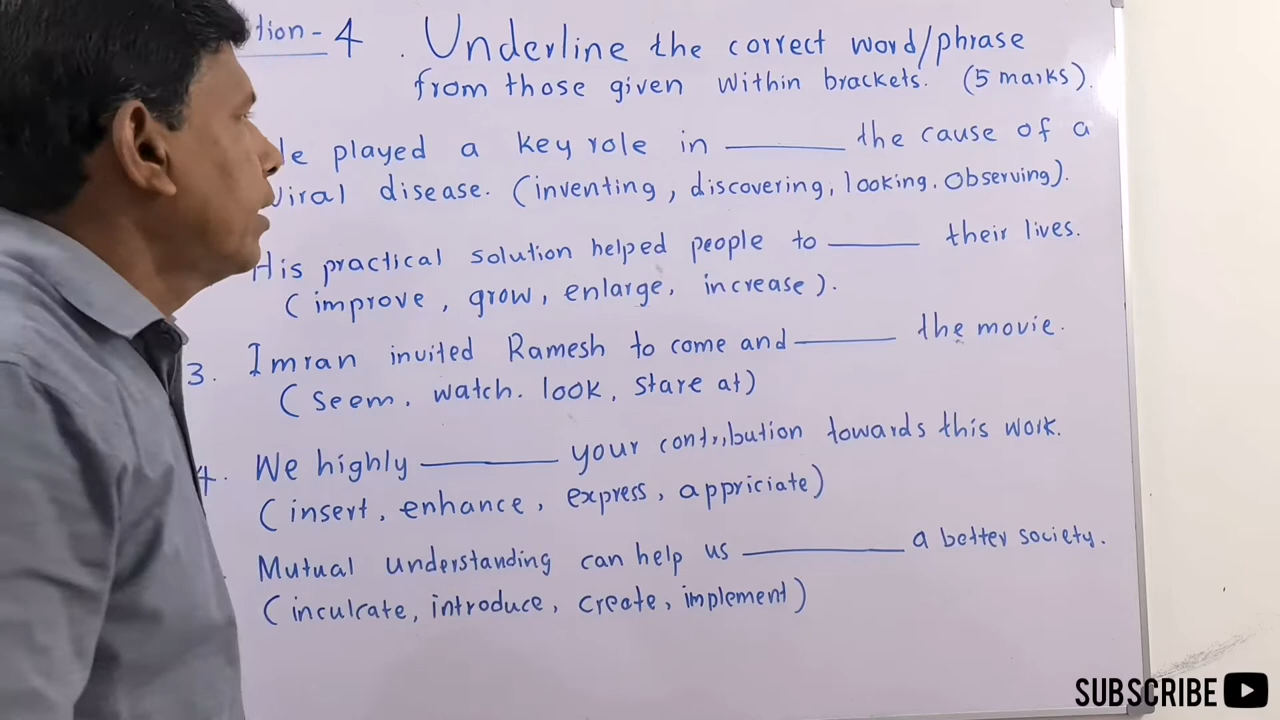 tion - 4 . Underline the correct word/phrase
from those given within brackets. (5 marks).
le played a key role in ______ the cause of a
viral disease. (inventing, discovering, looking. Observing).
His practical solution helped people to ______ their lives.
(improve, grow, enlarge, increase).
3. Imran invited Ramesh to come and ______ the movie.
(seem, watch. look, stare at)
4. We highly ______ your contribution towards this work.
(insert, enhance, express, appriciate)
Mutual understanding can help us ______ a better society.
(inculcate, introduce, create, implement)
SUBSCRIBE